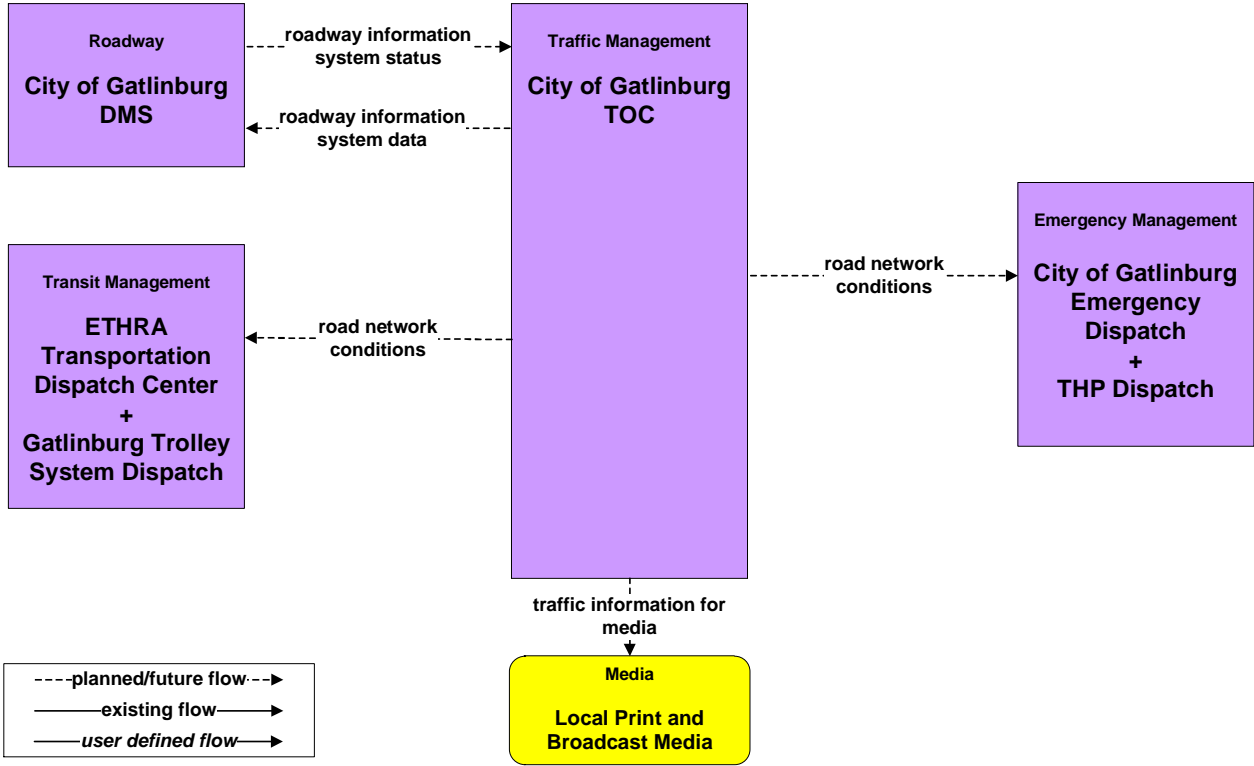 Roadway
City of Gatlinburg
DMS
roadway information
system status
roadway information
system data
Traffic Management
City of Gatlinburg
TOC
Transit Management
ETHRA
Transportation
Dispatch Center
+
Gatlinburg Trolley
System Dispatch
road network
conditions
road network
conditions
Emergency Management
City of Gatlinburg
Emergency
Dispatch
+
THP Dispatch
traffic information for
media
Media
Local Print and
Broadcast Media
planned/future flow
existing flow
user defined flow